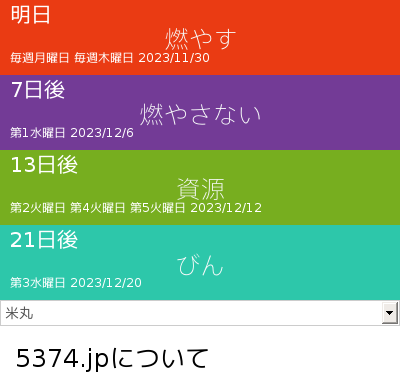 明日
燃やす
毎週月曜日 毎週木曜日 2023/11/30
7日後
燃やさない
第1水曜日 2023/12/6
13日後
資源
第2火曜日 第4火曜日 第5火曜日 2023/12/12
21日後
びん
第3水曜日 2023/12/20
米丸
5374.jpについて